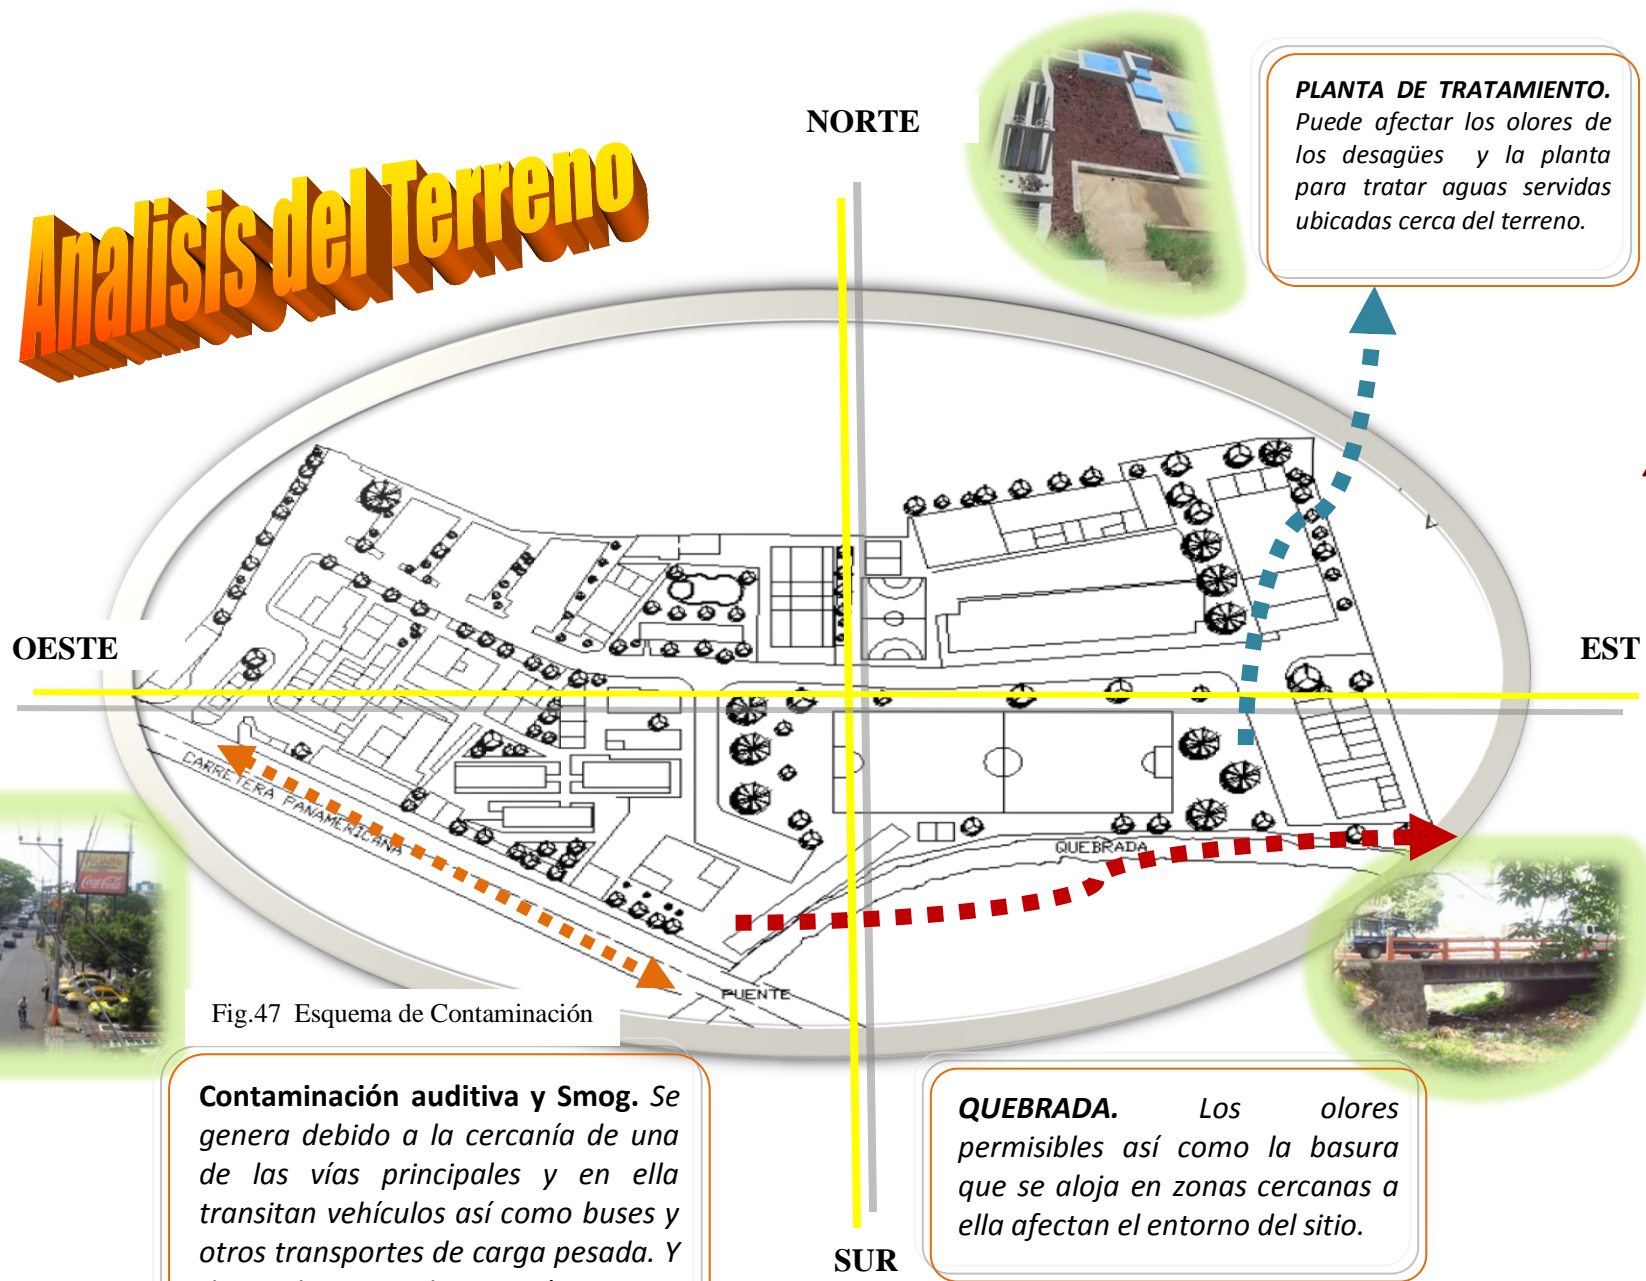 NORTE
PLANTA DE TRATAMIENTO.
Puede afectar los olores de
los desagües y la planta
para tratar aguas servidas
ubicadas cerca del terreno.
Analisis del Terreno
OESTE
EST
CARRETERA PANAMERICANA
QUEBRADA
PUENTE
Coca-Cola
Fig.47 Esquema de Contaminación
Contaminación auditiva y Smog. Se
genera debido a la cercanía de una
de las vías principales y en ella
transitan vehículos así como buses y
otros transportes de carga pesada. Y
QUEBRADA. Los olores
permisibles así como la basura
que se aloja en zonas cercanas a
ella afectan el entorno del sitio.
SUR